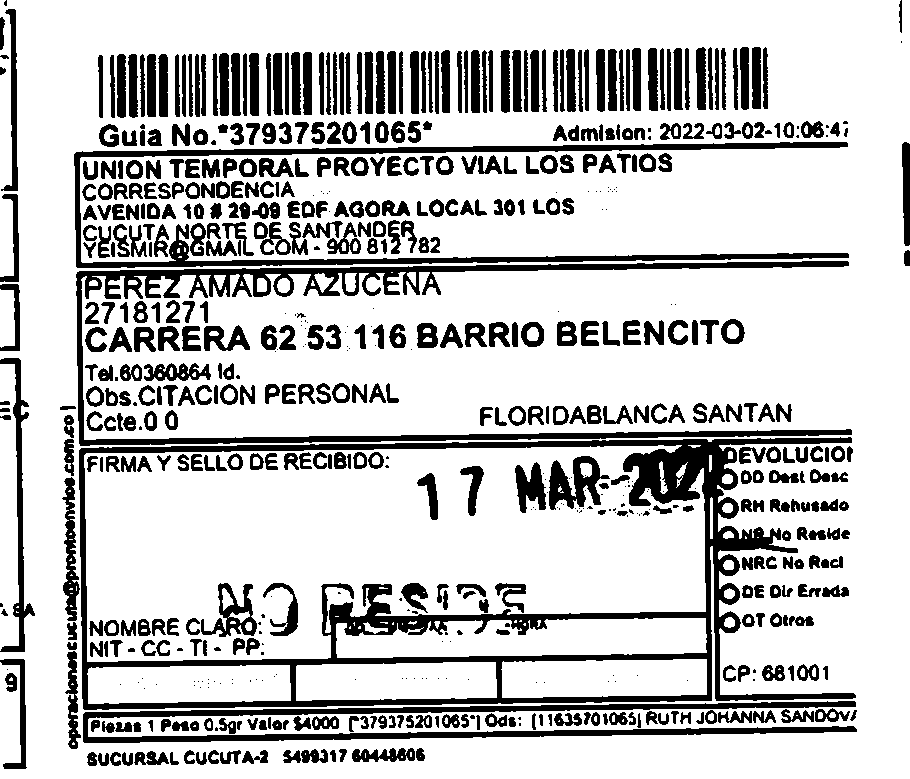 Guia No.*379375201065*
Admision: 2022-03-02-10:06:47
UNION TEMPORAL PROYECTO VIAL LOS PATIOS
CORRESPONDENCIA
AVENIDA 10 # 29-09 EDF AGORA LOCAL 301 LOS
CUCUTA NORTE DE SANTANDER
YEISMIR@GMAIL COM - 900 812 782
PEREZ AMADO AZUCENA
27181271
CARRERA 62 53 116 BARRIO BELENCITO
Tel.60360864 Id.
Obs.CITACION PERSONAL
Ccte.0 0
FLORIDABLANCA SANTAN
operacionescucuta@prontoenvios.com.co
FIRMA Y SELLO DE RECIBIDO:
17 MAR 202
NO RESIDE
NOMBRE CLARO:
NIT - CC - TI - PP:
HORA
DEVOLUCION
DD Dest Desc
RH Rehusado
NR No Reside
NRC No Recl
DE Dir Errada
OT Otros
CP: 681001
Piezas 1 Peso 0.5gr Valor $4000 [*379375201065*] Ods: [11635701065] RUTH JOHANNA SANDOVA
SUCURSAL CUCUTA-2 5499317 60448606
9